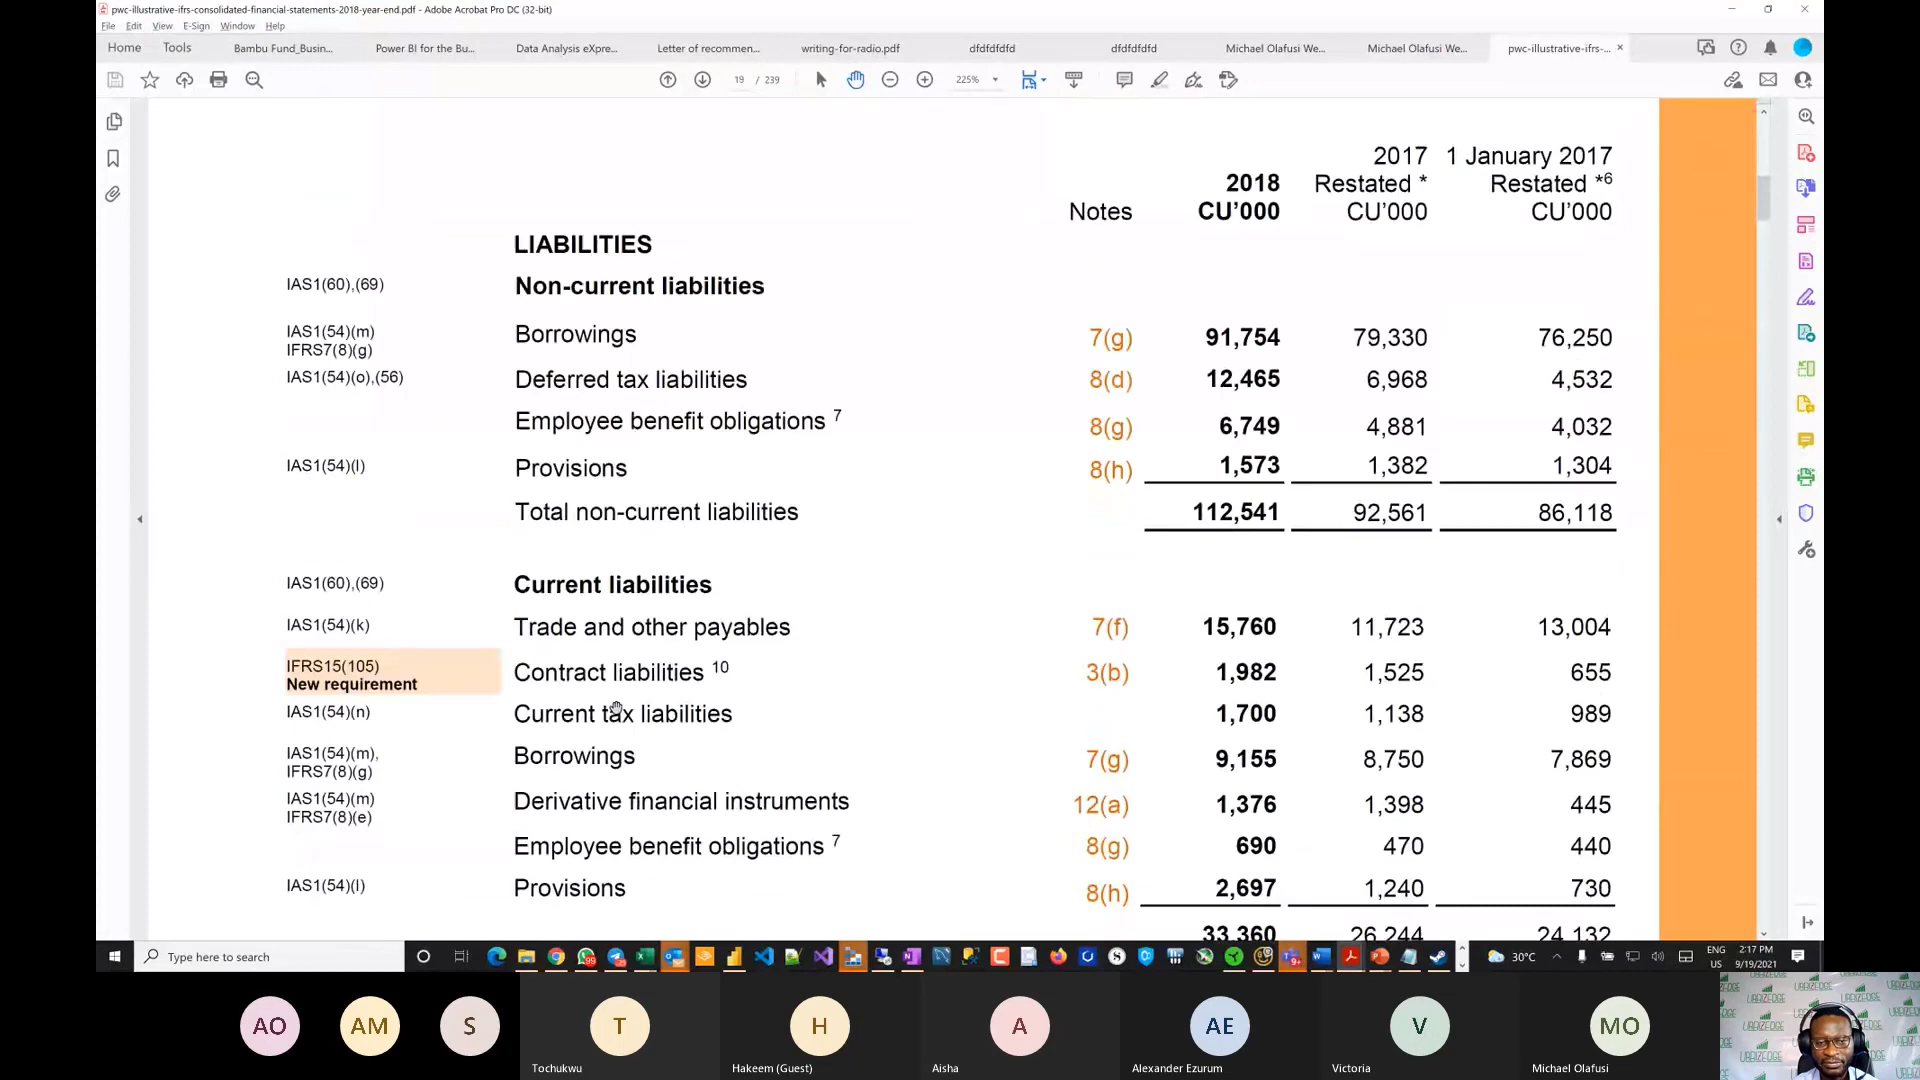 pwc-illustrative-ifrs-consolidated-financial-statements-2018-year-end.pdf - Adobe Acrobat Pro DC (32-bit)
File Edit View E-Sign Window Help
Home Tools Bambu Fund_Busin... Power BI for the Bu... Data Analysis eXpre... Letter of recommen... writing-for-radio.pdf dfdfdfdfd dfdfdfdfd Michael Olafusi We... Michael Olafusi We... pwc-illustrative-ifrs-... ×
19 / 239 225%
2017 1 January 2017
2018 Restated * Restated *6
Notes CU'000 CU'000 CU'000
LIABILITIES
IAS1(60),(69) Non-current liabilities
IAS1(54)(m)
IFRS7(8)(g)
Borrowings 7(g) 91,754 79,330 76,250
IAS1(54)(o),(56) Deferred tax liabilities 8(d) 12,465 6,968 4,532
Employee benefit obligations 7 8(g) 6,749 4,881 4,032
IAS1(54)(l) Provisions 8(h) 1,573 1,382 1,304
Total non-current liabilities 112,541 92,561 86,118
IAS1(60),(69) Current liabilities
IAS1(54)(k) Trade and other payables 7(f) 15,760 11,723 13,004
IFRS15(105)
New requirement
Contract liabilities 10 3(b) 1,982 1,525 655
IAS1(54)(n) Current tax liabilities 1,700 1,138 989
IAS1(54)(m),
IFRS7(8)(g)
Borrowings 7(g) 9,155 8,750 7,869
IAS1(54)(m)
IFRS7(8)(e)
Derivative financial instruments 12(a) 1,376 1,398 445
Employee benefit obligations 7 8(g) 690 470 440
IAS1(54)(l) Provisions 8(h) 2,697 1,240 730
33,360 26,244 24,132
Type here to search 30°C ENG 2:17 PM
US 9/19/2021
AO AM S T H A AE V MO
Tochukwu Hakeem (Guest) Aisha Alexander Ezurum Victoria Michael Olafusi
URBIZEDGE